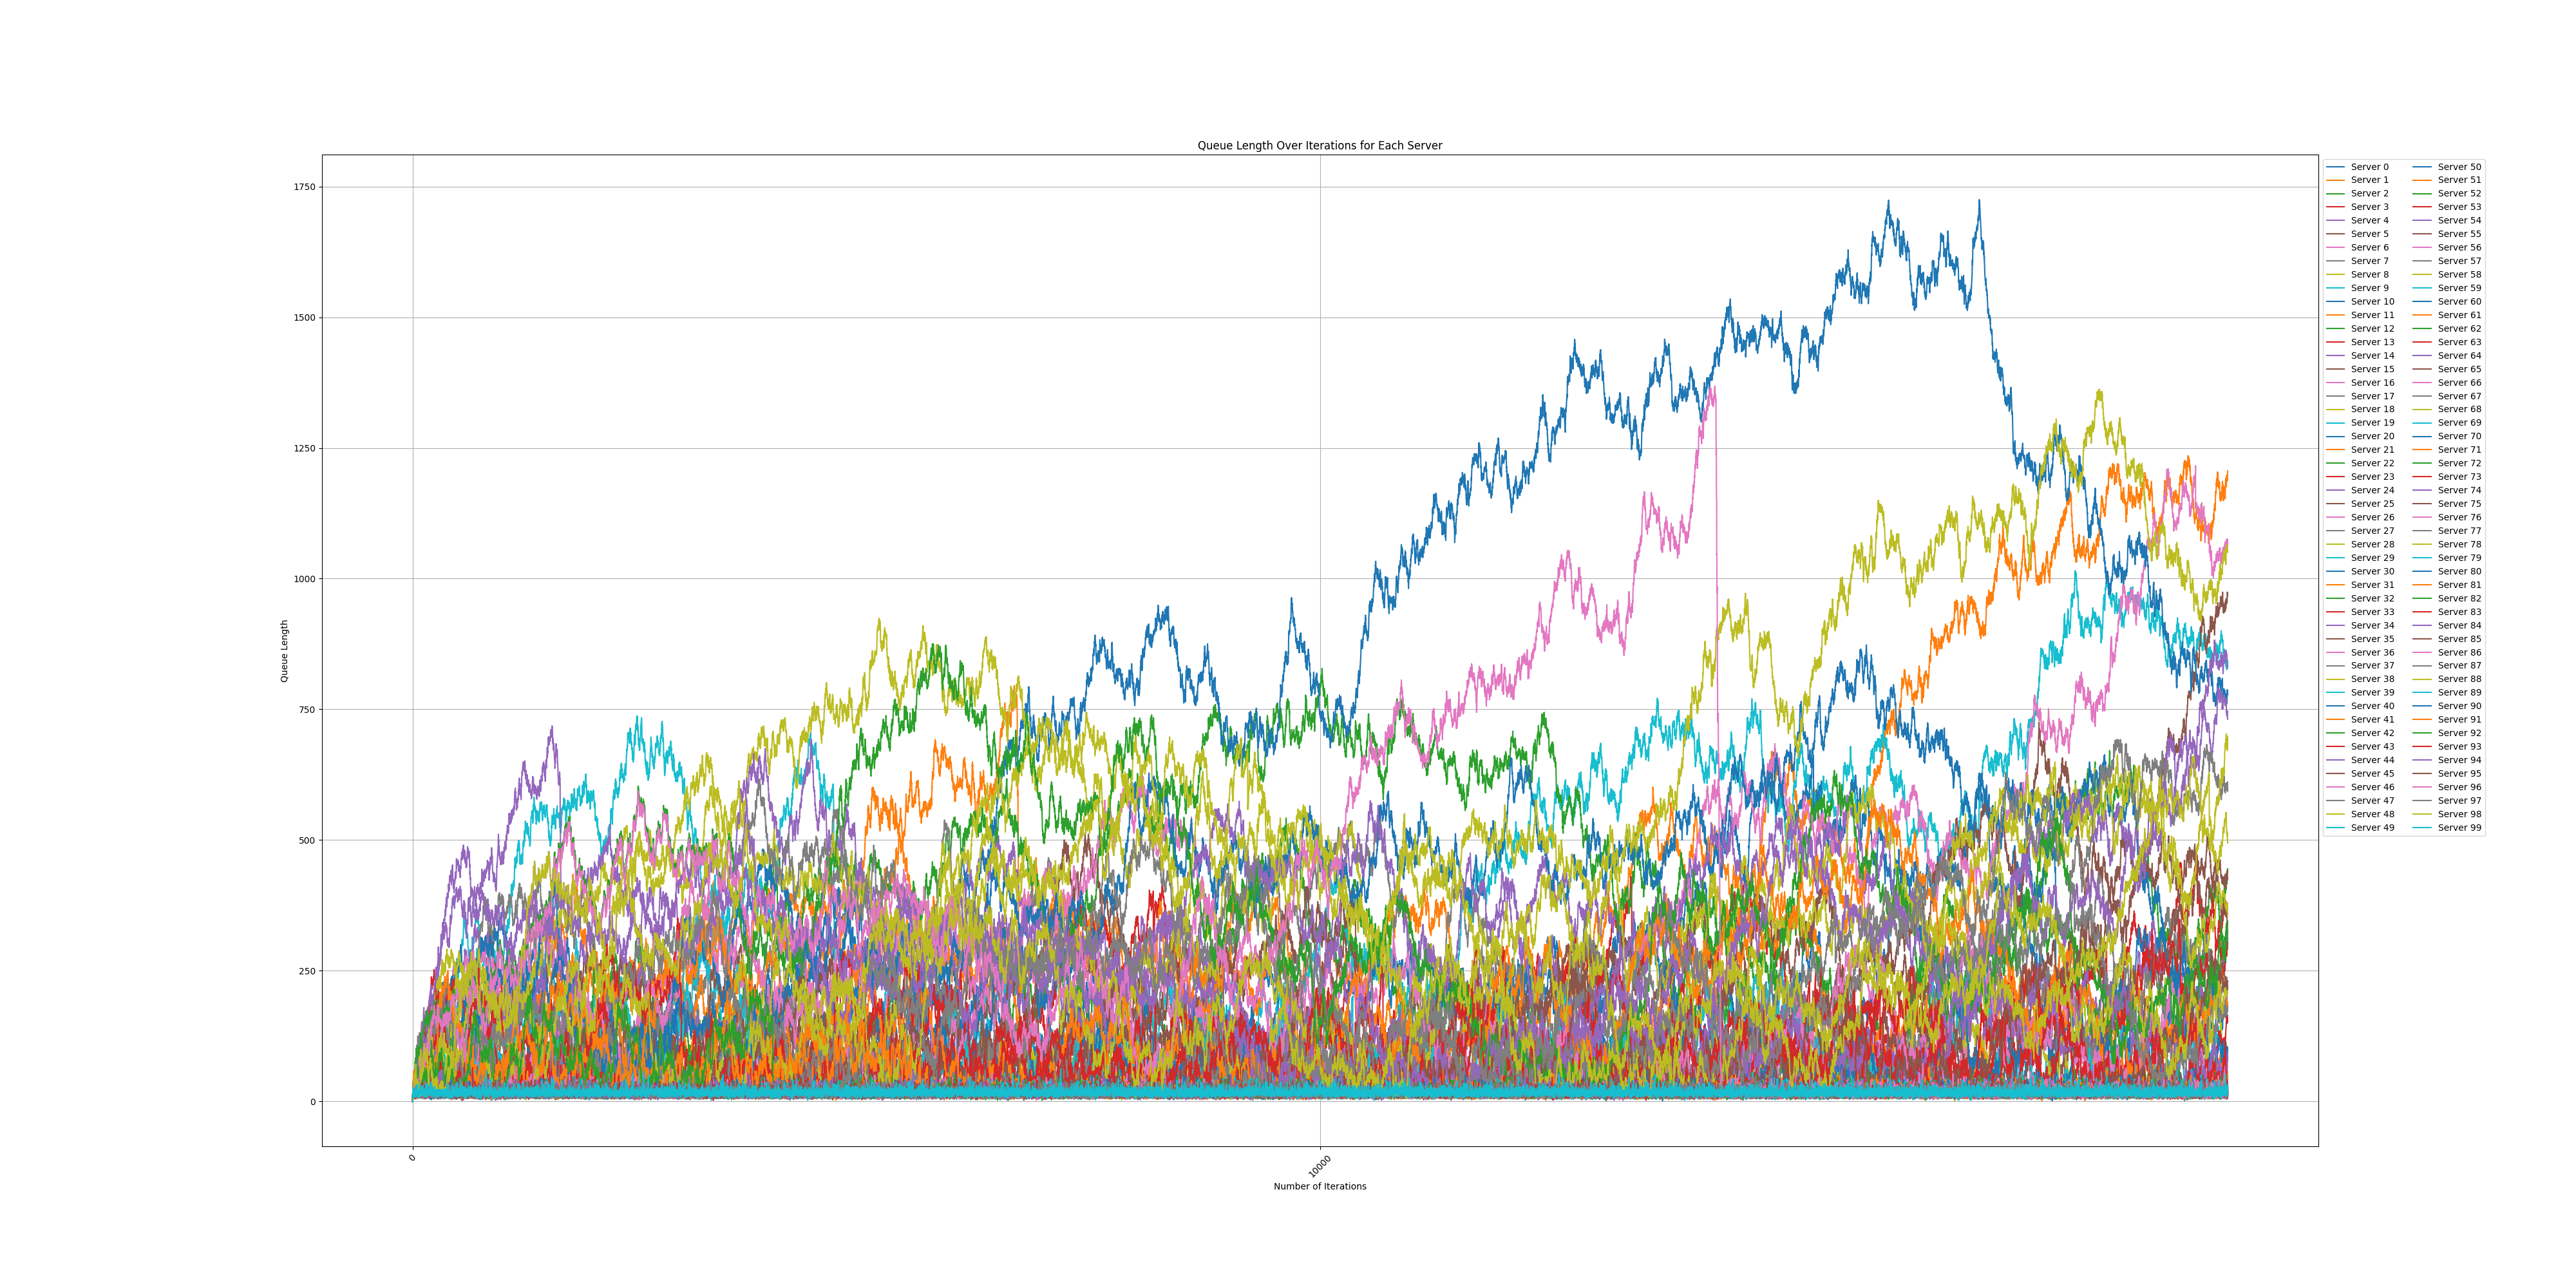 Queue Length Over Iterations for Each Server
1750
1500
1250
1000
750
500
250
0
Queue Length
0
10000
Number of Iterations
Server 0
Server 1
Server 2
Server 3
Server 4
Server 5
Server 6
Server 7
Server 8
Server 9
Server 10
Server 11
Server 12
Server 13
Server 14
Server 15
Server 16
Server 17
Server 18
Server 19
Server 20
Server 21
Server 22
Server 23
Server 24
Server 25
Server 26
Server 27
Server 28
Server 29
Server 30
Server 31
Server 32
Server 33
Server 34
Server 35
Server 36
Server 37
Server 38
Server 39
Server 40
Server 41
Server 42
Server 43
Server 44
Server 45
Server 46
Server 47
Server 48
Server 49
Server 50
Server 51
Server 52
Server 53
Server 54
Server 55
Server 56
Server 57
Server 58
Server 59
Server 60
Server 61
Server 62
Server 63
Server 64
Server 65
Server 66
Server 67
Server 68
Server 69
Server 70
Server 71
Server 72
Server 73
Server 74
Server 75
Server 76
Server 77
Server 78
Server 79
Server 80
Server 81
Server 82
Server 83
Server 84
Server 85
Server 86
Server 87
Server 88
Server 89
Server 90
Server 91
Server 92
Server 93
Server 94
Server 95
Server 96
Server 97
Server 98
Server 99